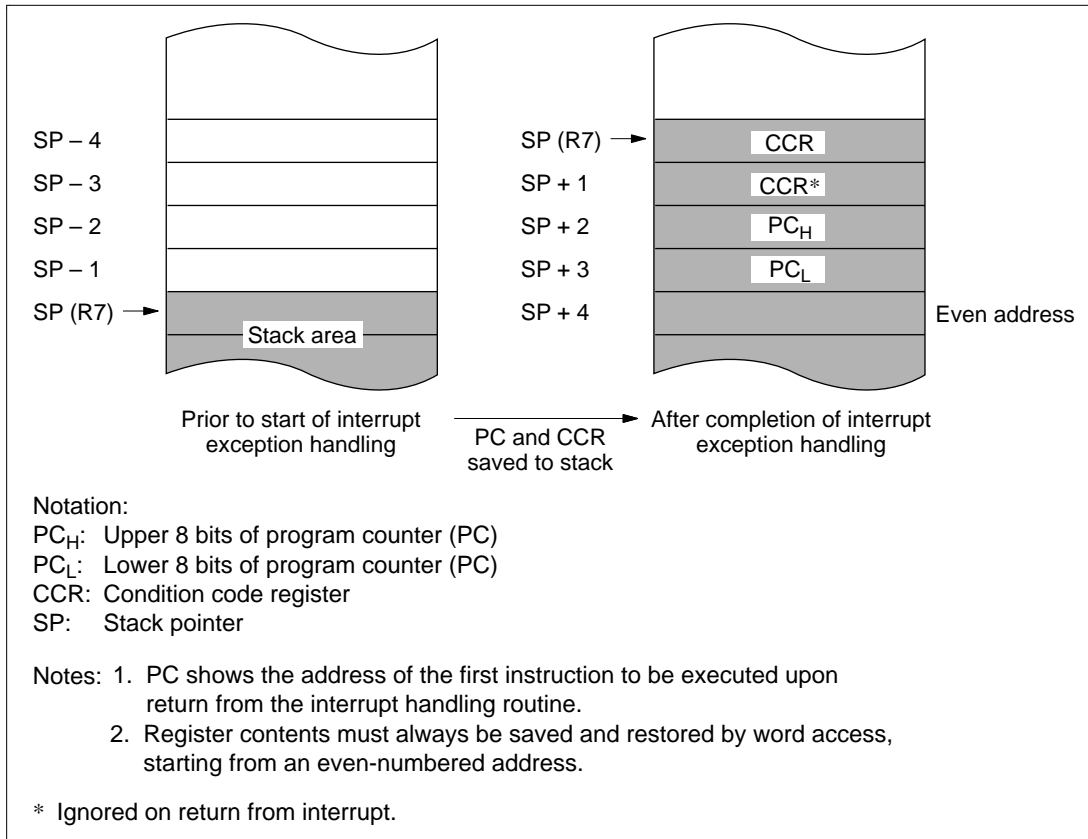 SP – 4
SP – 3
SP – 2
SP – 1
SP (R7)
Stack area
SP (R7)
SP + 1
SP + 2
SP + 3
SP + 4
CCR
CCR*
PCH
PCL
Even address
Prior to start of interrupt
exception handling
PC and CCR
saved to stack
After completion of interrupt
exception handling
Notation:
PCH: Upper 8 bits of program counter (PC)
PCL: Lower 8 bits of program counter (PC)
CCR: Condition code register
SP: Stack pointer
Notes: 1. PC shows the address of the first instruction to be executed upon
return from the interrupt handling routine.
2. Register contents must always be saved and restored by word access,
starting from an even-numbered address.
* Ignored on return from interrupt.